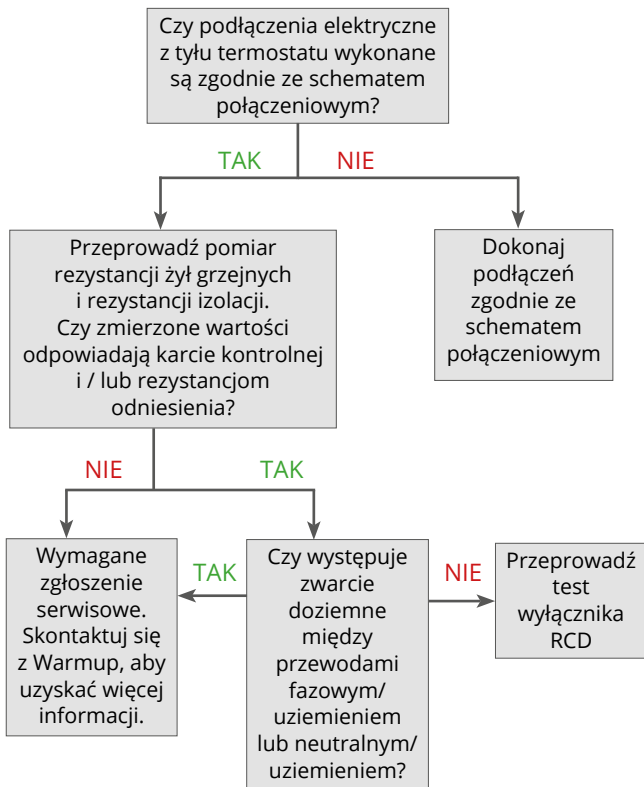 Czy podłączenia elektryczne
z tyłu termostatu wykonane
są zgodnie ze schematem
połączeniowym?
TAK
NIE
Przeprowadź pomiar
rezystancji żył grzejnych
i rezystancji izolacji.
Czy zmierzone wartości
odpowiadają karcie kontrolnej
i / lub rezystancjom
odniesienia?
Dokonaj
podłączeń
zgodnie ze
schematem
połączeniowym
NIE
TAK
Wymagane
zgłoszenie
serwisowe.
Skontaktuj się
z Warmup, aby
uzyskać więcej
informacji.
TAK
Czy występuje
zwarcie
doziemne
między
przewodami
fazowym/
uziemieniem
lub neutralnym/
uziemieniem?
NIE
Przeprowadź
test
wyłącznika
RCD